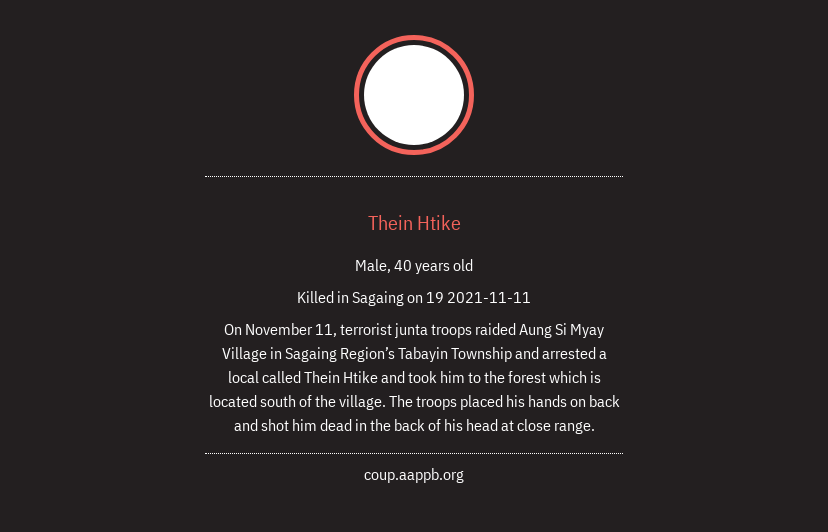 Thein Htike
Male, 40 years old
Killed in Sagaing on 19 2021-11-11
On November 11, terrorist junta troops raided Aung Si Myay
Village in Sagaing Region’s Tabayin Township and arrested a
local called Thein Htike and took him to the forest which is
located south of the village. The troops placed his hands on back
and shot him dead in the back of his head at close range.
coup.aappb.org